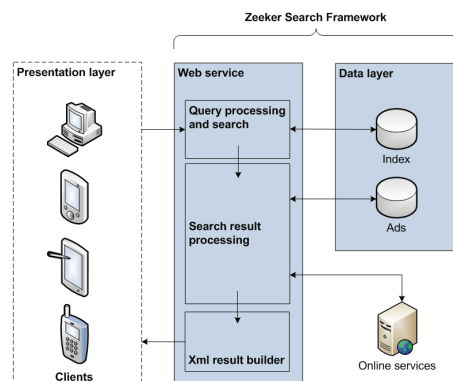 Zeeker Search Framework
Presentation layer
Web service
Data layer
Query processing
and search
Index
Ads
Search result
processing
Xml result builder
Online services
Clients